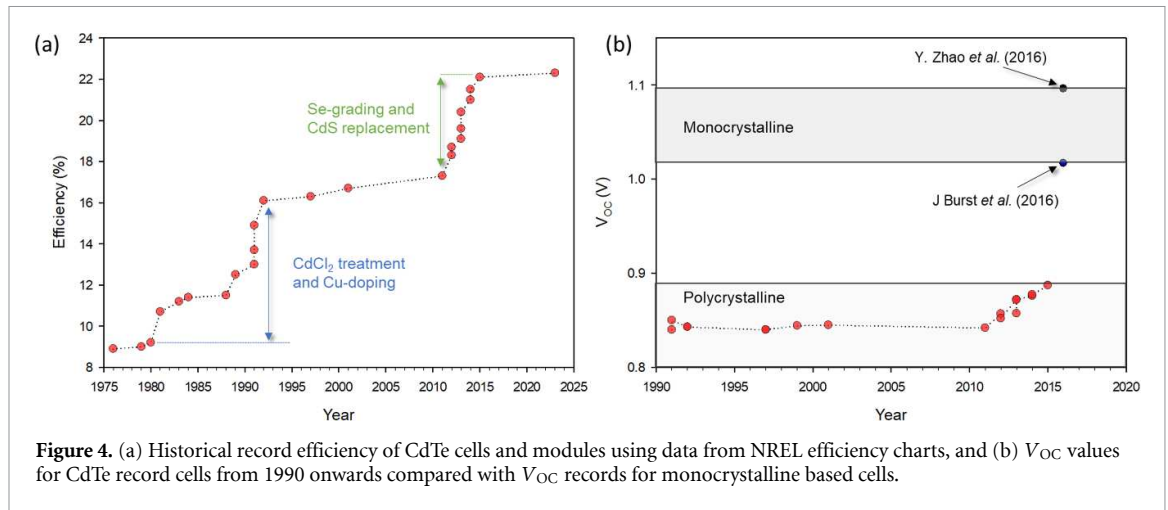 (a)
24
22
20
18
16
14
12
10
8
Efficiency (%)
Se-grading and
CdS replacement
CdCl₂ treatment
and Cu-doping
1975 1980 1985 1990 1995 2000 2005 2010 2015 2020 2025
Year
(b)
1.1
1.0
0.9
0.8
V_OC (V)
Y. Zhao et al. (2016)
Monocrystalline
J Burst et al. (2016)
Polycrystalline
1990 1995 2000 2005 2010 2015 2020
Year
Figure 4. (a) Historical record efficiency of CdTe cells and modules using data from NREL efficiency charts, and (b) V_OC values
for CdTe record cells from 1990 onwards compared with V_OC records for monocrystalline based cells.